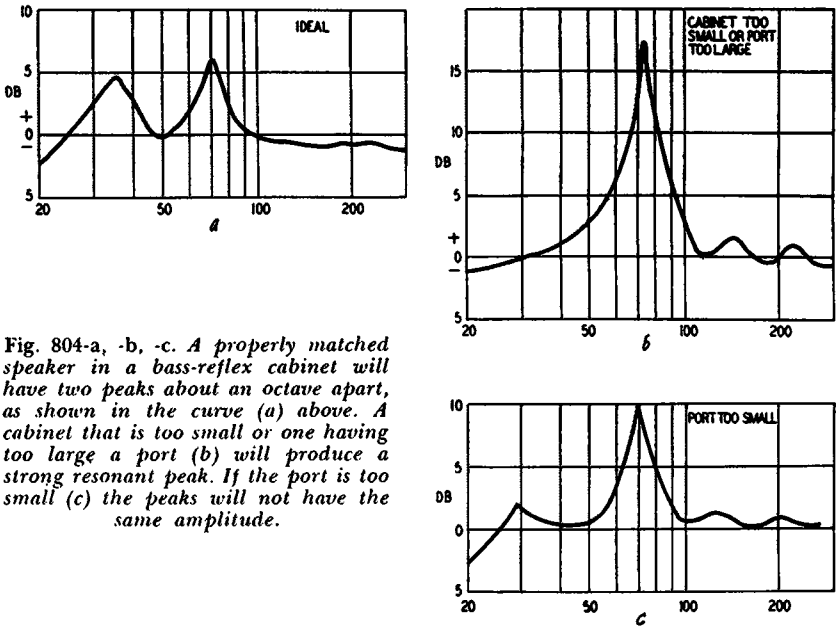 10
IDEAL
5
DB
+
0
−
5
20
50
100
200
a
CABINET TOO
SMALL OR PORT
TOO LARGE
15
10
DB
5
+
0
−
5
20
50
100
200
b
Fig. 804-a, -b, -c. A properly matched
speaker in a bass-reflex cabinet will
have two peaks about an octave apart,
as shown in the curve (a) above. A
cabinet that is too small or one having
too large a port (b) will produce a
strong resonant peak. If the port is too
small (c) the peaks will not have the
same amplitude.
10
PORT TOO SMALL
5
DB
0
5
20
50
100
200
c